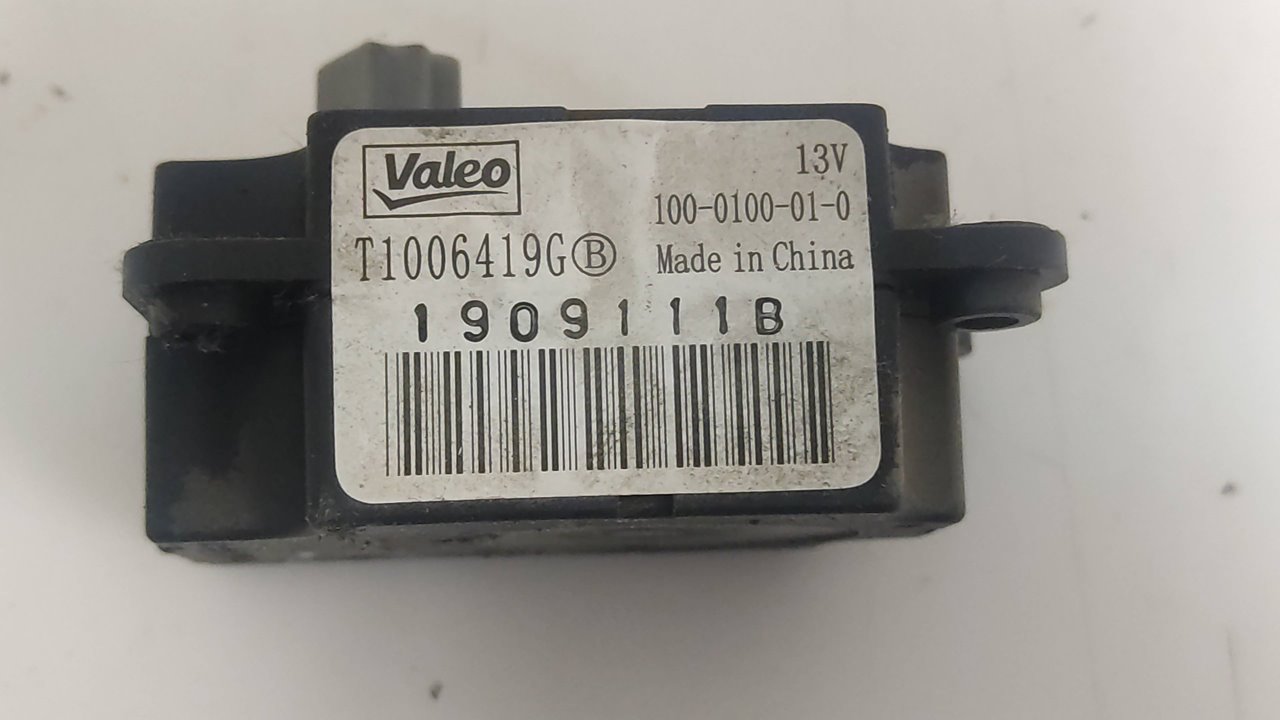 Valeo
13V
100-0100-01-0
T1006419GⒷ
Made in China
1909111B